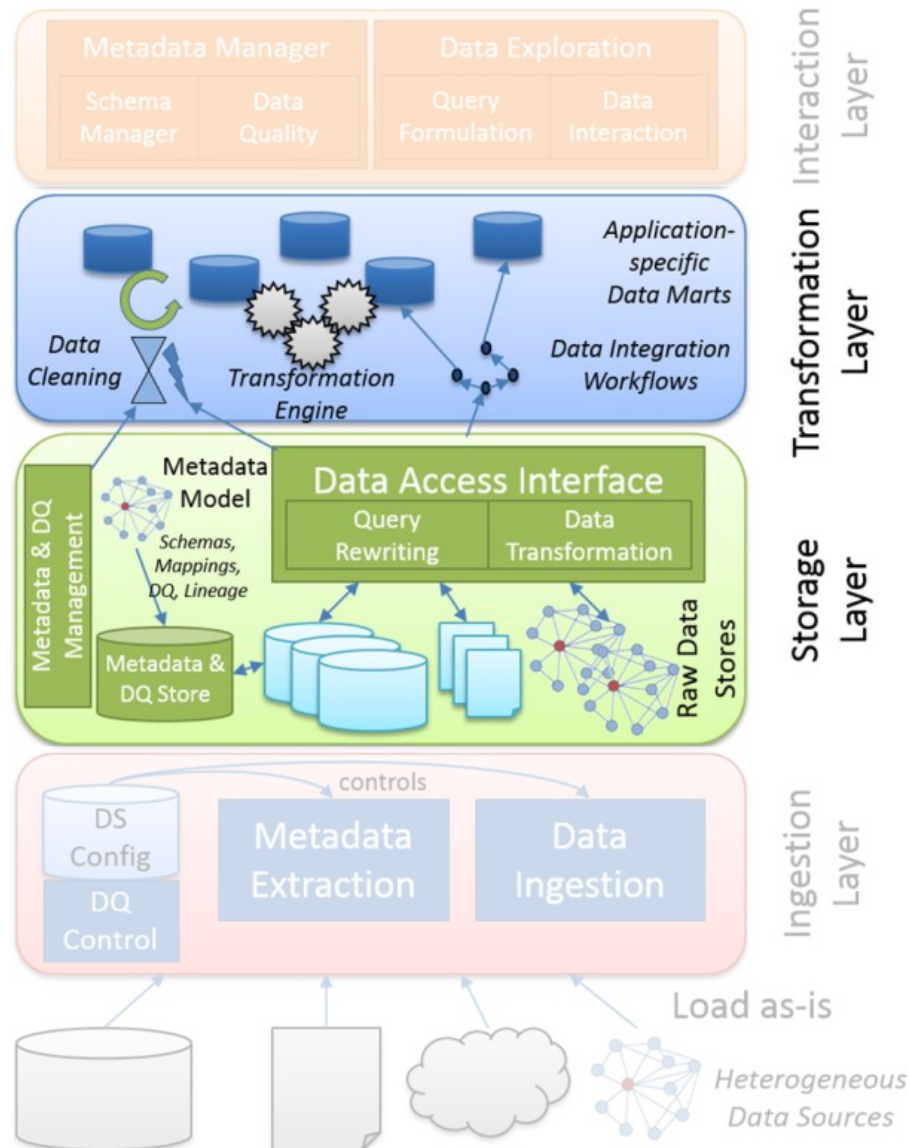 Metadata Manager
Data Exploration
Schema
Manager
Data
Quality
Query
Formulation
Data
Interaction
Interaction
Layer
Application-
specific
Data Marts
Data
Cleaning
Transformation
Engine
Data Integration
Workflows
Transformation
Layer
Metadata & DQ
Management
Metadata
Model
Schemas,
Mappings,
DQ, Lineage
Data Access Interface
Query
Rewriting
Data
Transformation
Metadata &
DQ Store
Raw Data
Stores
Storage
Layer
controls
DS
Config
DQ
Control
Metadata
Extraction
Data
Ingestion
Ingestion
Layer
Load as-is
Heterogeneous
Data Sources